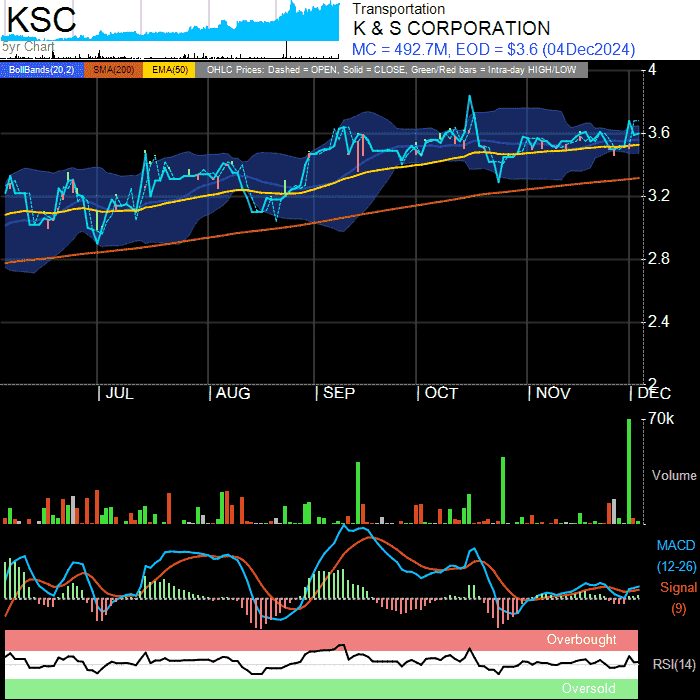 KSC
5yr Chart
Transportation
K & S CORPORATION
MC = 492.7M, EOD = $3.6 (04Dec2024)
BollBands(20,2) SMA(200) EMA(50) OHLC Prices: Dashed = OPEN, Solid = CLOSE, Green/Red bars = Intra-day HIGH/LOW
4
3.6
3.2
2.8
2.4
2
JUL AUG SEP OCT NOV DEC
70k
Volume
MACD
(12-26)
Signal
(9)
Overbought
RSI(14)
Oversold